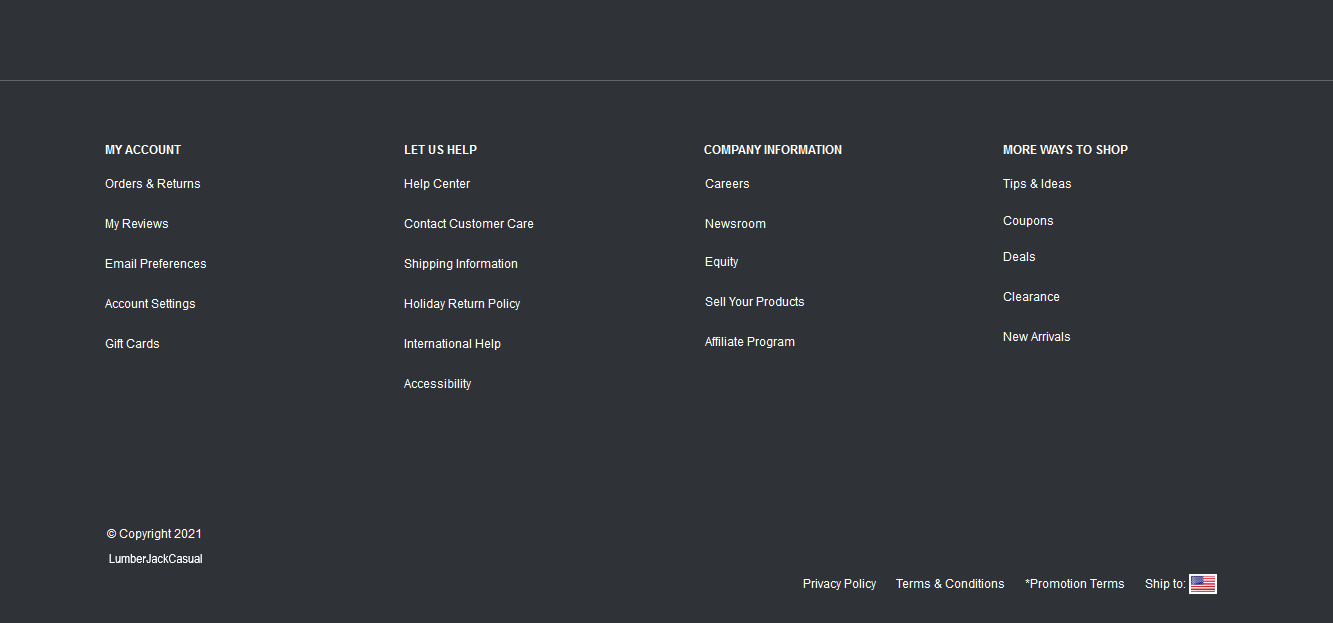 MY ACCOUNT
Orders & Returns
My Reviews
Email Preferences
Account Settings
Gift Cards
LET US HELP
Help Center
Contact Customer Care
Shipping Information
Holiday Return Policy
International Help
Accessibility
COMPANY INFORMATION
Careers
Newsroom
Equity
Sell Your Products
Affiliate Program
MORE WAYS TO SHOP
Tips & Ideas
Coupons
Deals
Clearance
New Arrivals
© Copyright 2021
LumberJackCasual
Privacy Policy Terms & Conditions *Promotion Terms Ship to: